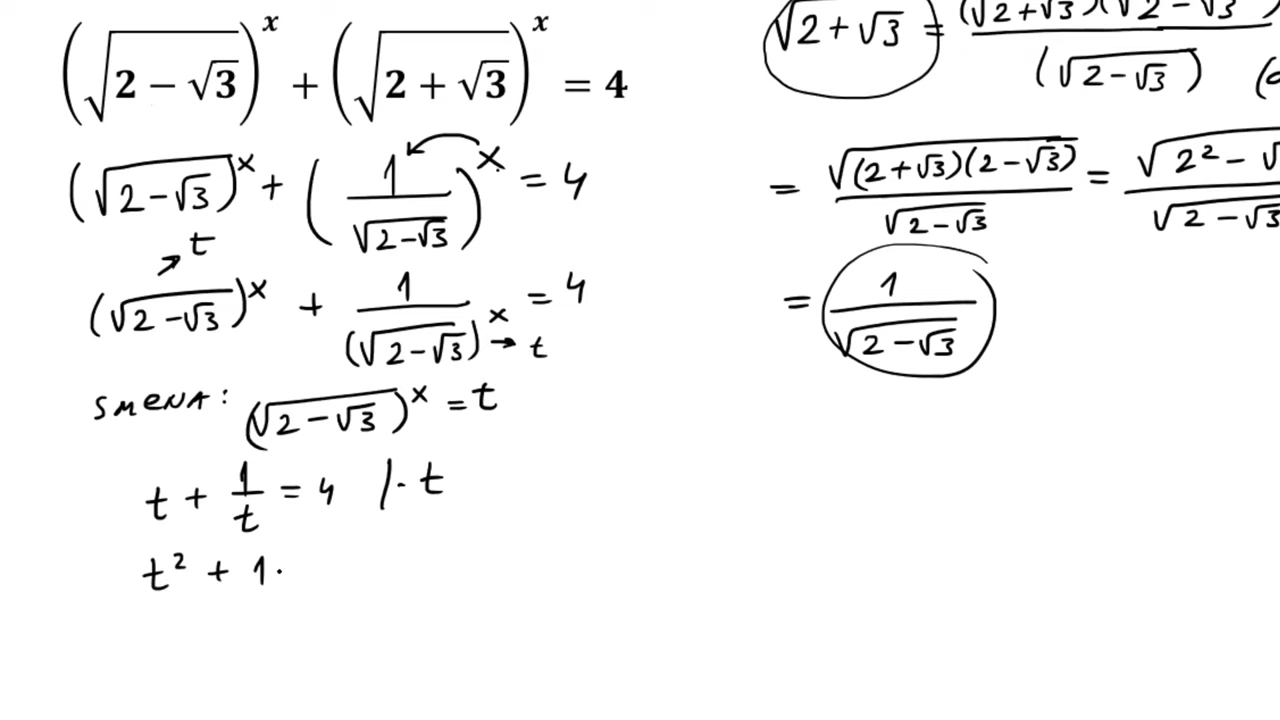 (√(2 − √3))^x + (√(2 + √3))^x = 4
(√(2 − √3))^x + (1/√(2 − √3))^x = 4
t
(√(2 − √3))^x + 1/(√(2 − √3))^x = 4
→ t
SMENA: (√(2 − √3))^x = t
t + 1/t = 4 /· t
t² + 1
√(2 + √3) = (√(2 + √3))(√(2 − √3))/(√(2 − √3))
= √((2 + √3)(2 − √3))/√(2 − √3) = √(2² − √
√(2 − √3
= 1/√(2 − √3)